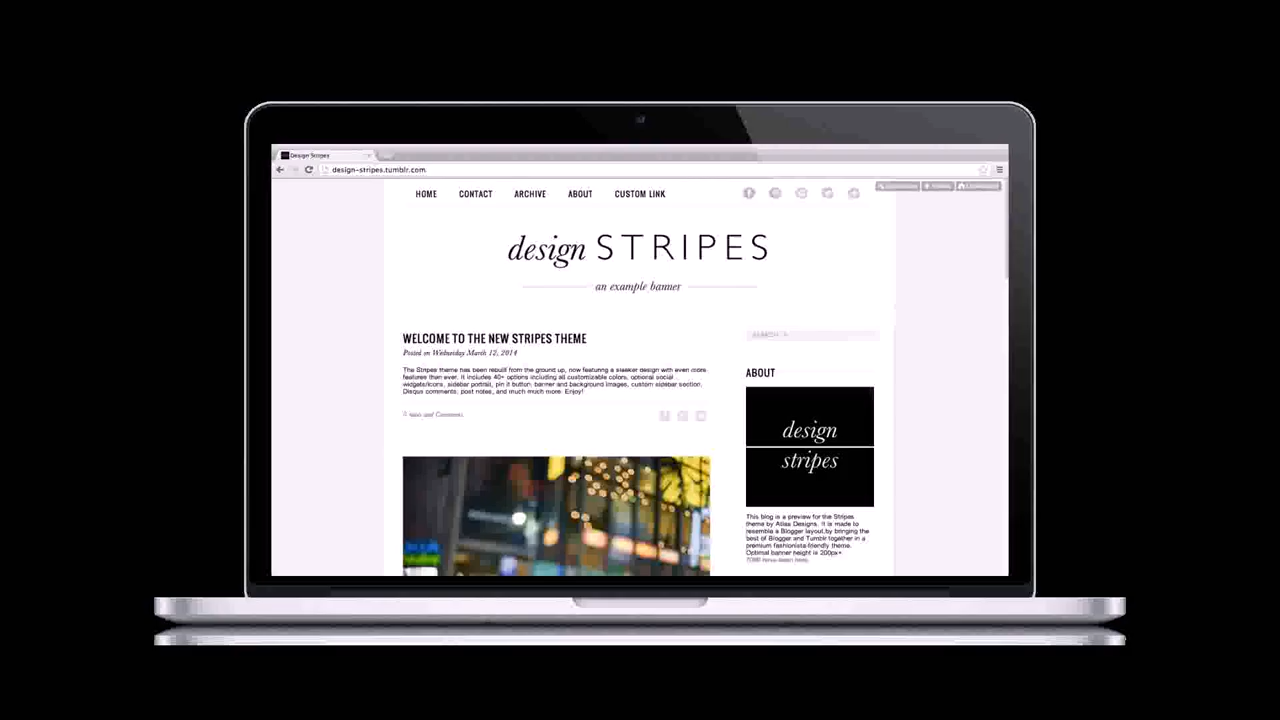 Design Stripes
design-stripes.tumblr.com
HOME CONTACT ARCHIVE ABOUT CUSTOM LINK
design STRIPES
an example banner
WELCOME TO THE NEW STRIPES THEME
Posted on Wednesday March 12, 2014
The Stripes theme has been rebuilt from the ground up, now featuring a sleeker design with even more
features than ever. It includes 40+ options including all customizable colors, optional social
widgets/icons, sidebar portrait, pin it button, banner and background images, custom sidebar section,
Disqus comments, post notes, and much much more. Enjoy!
and Comments
SEARCH
ABOUT
design
stripes
This blog is a preview for the Stripes
theme by Atlas Designs. It is made to
resemble a Blogger layout by bringing the
best of Blogger and Tumblr together in a
premium fashionista-friendly theme.
Optimal banner height is 200px+